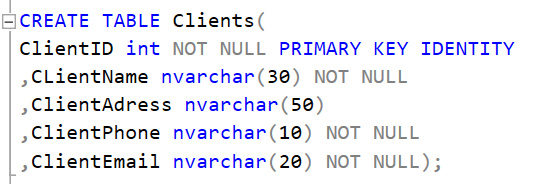 CREATE TABLE Clients(
ClientID int NOT NULL PRIMARY KEY IDENTITY
,CLientName nvarchar(30) NOT NULL
,ClientAdress nvarchar(50)
,ClientPhone nvarchar(10) NOT NULL
,ClientEmail nvarchar(20) NOT NULL);